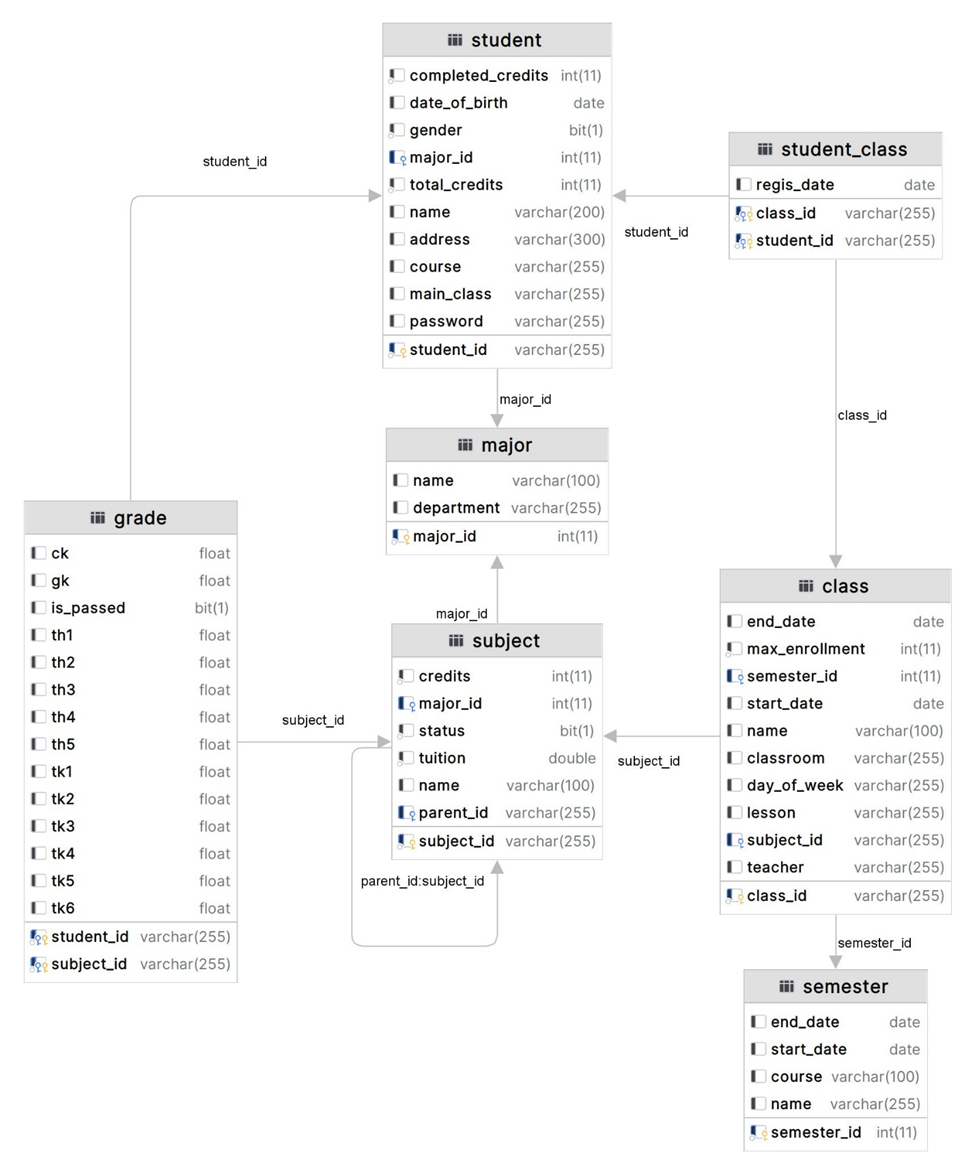 student
completed_credits int(11)
date_of_birth date
gender bit(1)
major_id int(11)
total_credits int(11)
name varchar(200)
address varchar(300)
course varchar(255)
main_class varchar(255)
password varchar(255)
student_id varchar(255)
student_class
regis_date date
class_id varchar(255)
student_id varchar(255)
student_id
student_id
major_id
class_id
major
name varchar(100)
department varchar(255)
major_id int(11)
grade
ck float
gk float
is_passed bit(1)
th1 float
th2 float
th3 float
th4 float
th5 float
tk1 float
tk2 float
tk3 float
tk4 float
tk5 float
tk6 float
student_id varchar(255)
subject_id varchar(255)
major_id
subject_id
subject
credits int(11)
major_id int(11)
status bit(1)
tuition double
name varchar(100)
parent_id varchar(255)
subject_id varchar(255)
parent_id:subject_id
subject_id
class
end_date date
max_enrollment int(11)
semester_id int(11)
start_date date
name varchar(100)
classroom varchar(255)
day_of_week varchar(255)
lesson varchar(255)
subject_id varchar(255)
teacher varchar(255)
class_id varchar(255)
semester_id
semester
end_date date
start_date date
course varchar(100)
name varchar(255)
semester_id int(11)